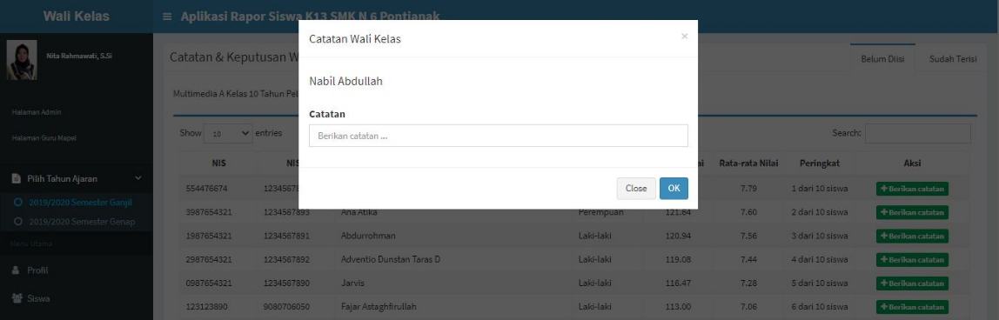 Wali Kelas
Aplikasi Rapor Siswa K13 SMK N 6 Pontianak
Nita Rahmawati, S.Si
Halaman Admin
Halaman Guru Mapel
Pilih Tahun Ajaran
2019/2020 Semester Ganjil
2019/2020 Semester Genap
Menu Utama
Profil
Siswa
Catatan & Keputusan W
Belum Diisi Sudah Terisi
Multimedia A Kelas 10 Tahun Pel
Catatan Wali Kelas ×
Nabil Abdullah
Catatan
Berikan catatan ...
Close OK
Show 10 entries Search:
NIS NIS ai Rata-rata Nilai Peringkat Aksi
554476674 12345678 7.79 1 dari 10 siswa +Berikan catatan
3987654321 1234567893 Ana Atika Perempuan 121.64 7.60 2 dari 10 siswa +Berikan catatan
1987654321 1234567891 Abdurrohman Laki-laki 120.94 7.56 3 dari 10 siswa +Berikan catatan
2987654321 1234567892 Adventio Dunstan Taras D Laki-laki 119.08 7.44 4 dari 10 siswa +Berikan catatan
0987654321 1234567890 Jarvis Laki-laki 116.47 7.28 5 dari 10 siswa +Berikan catatan
123123890 9080706050 Fajar Astaghfirullah Laki-laki 113.00 7.06 6 dari 10 siswa +Berikan catatan